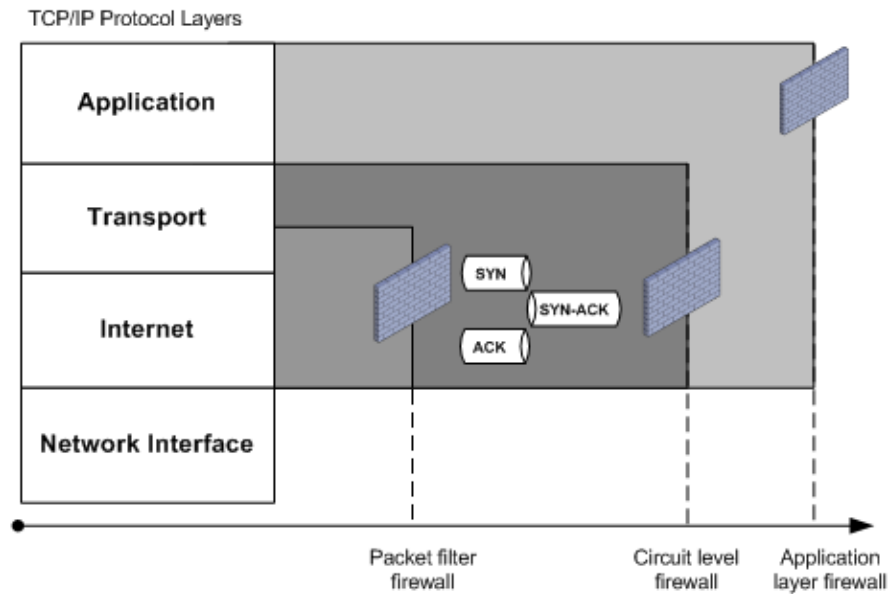 TCP/IP Protocol Layers
Application
Transport
Internet
Network Interface
SYN
SYN-ACK
ACK
Packet filter
firewall
Circuit level
firewall
Application
layer firewall